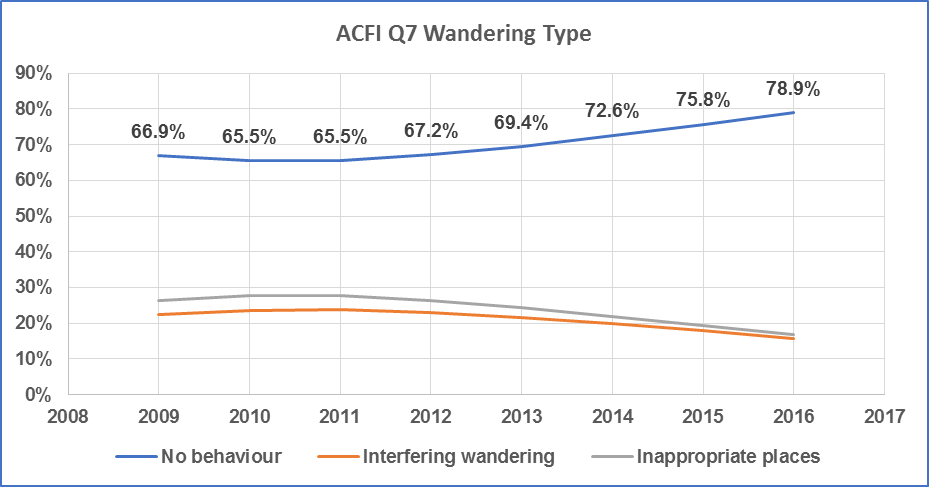 ACFI Q7 Wandering Type
90%
80%
70%
60%
50%
40%
30%
20%
10%
0%
66.9% 65.5% 65.5% 67.2% 69.4% 72.6% 75.8% 78.9%
2008 2009 2010 2011 2012 2013 2014 2015 2016 2017
No behaviour Interfering wandering Inappropriate places